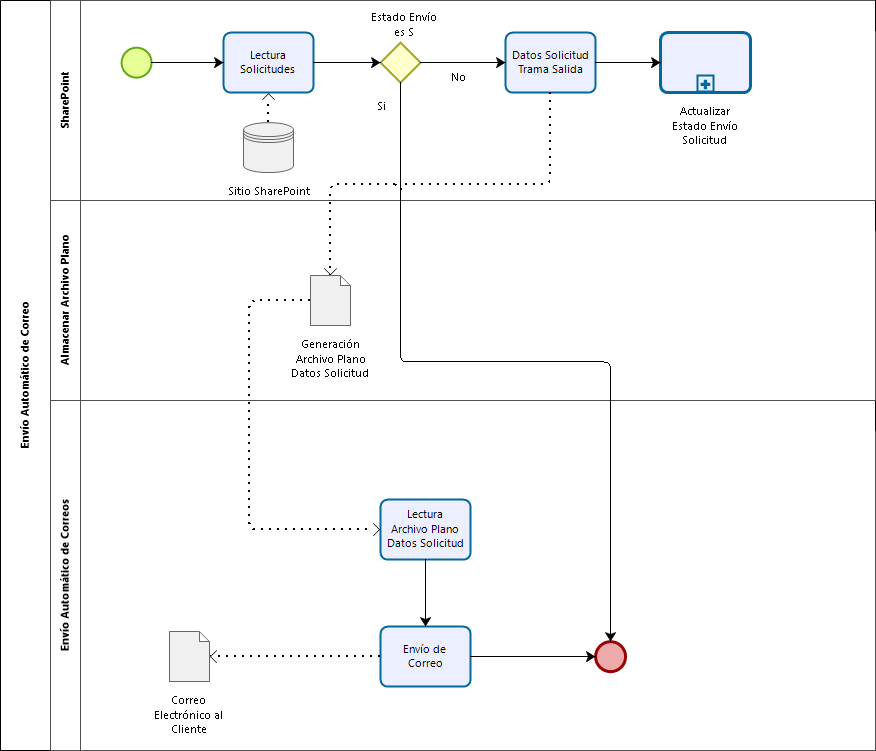 Envío Automático de Correo
SharePoint
Lectura
Solicitudes
Estado Envío
es S
No
Si
Datos Solicitud
Trama Salida
Actualizar
Estado Envío
Solicitud
Sitio SharePoint
Almacenar Archivo Plano
Generación
Archivo Plano
Datos Solicitud
Envío Automático de Correos
Lectura
Archivo Plano
Datos Solicitud
Envío de
Correo
Correo
Electrónico al
Cliente